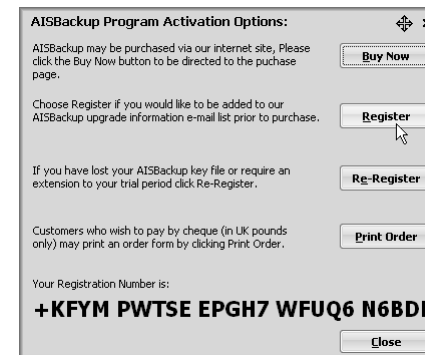 AISBackup Program Activation Options:
AISBackup may be purchased via our internet site, Please
click the Buy Now button to be directed to the puchase
page.
Buy Now
Choose Register if you would like to be added to our
AISBackup upgrade information e-mail list prior to purchase.
Register
If you have lost your AISBackup key file or require an
extension to your trial period click Re-Register.
Re-Register
Customers who wish to pay by cheque (in UK pounds
only) may print an order form by clicking Print Order.
Print Order
Your Registration Number is:
+KFYM PWTSE EPGH7 WFUQ6 N6BD
Close